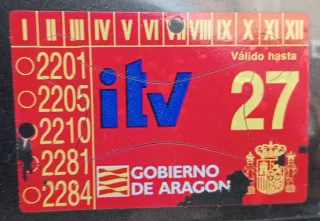 I II III IV V VI VII VIII IX X XI XII
Válido hasta
2201
2205
2210
2281
2284
itv
27
GOBIERNO
DE ARAGON